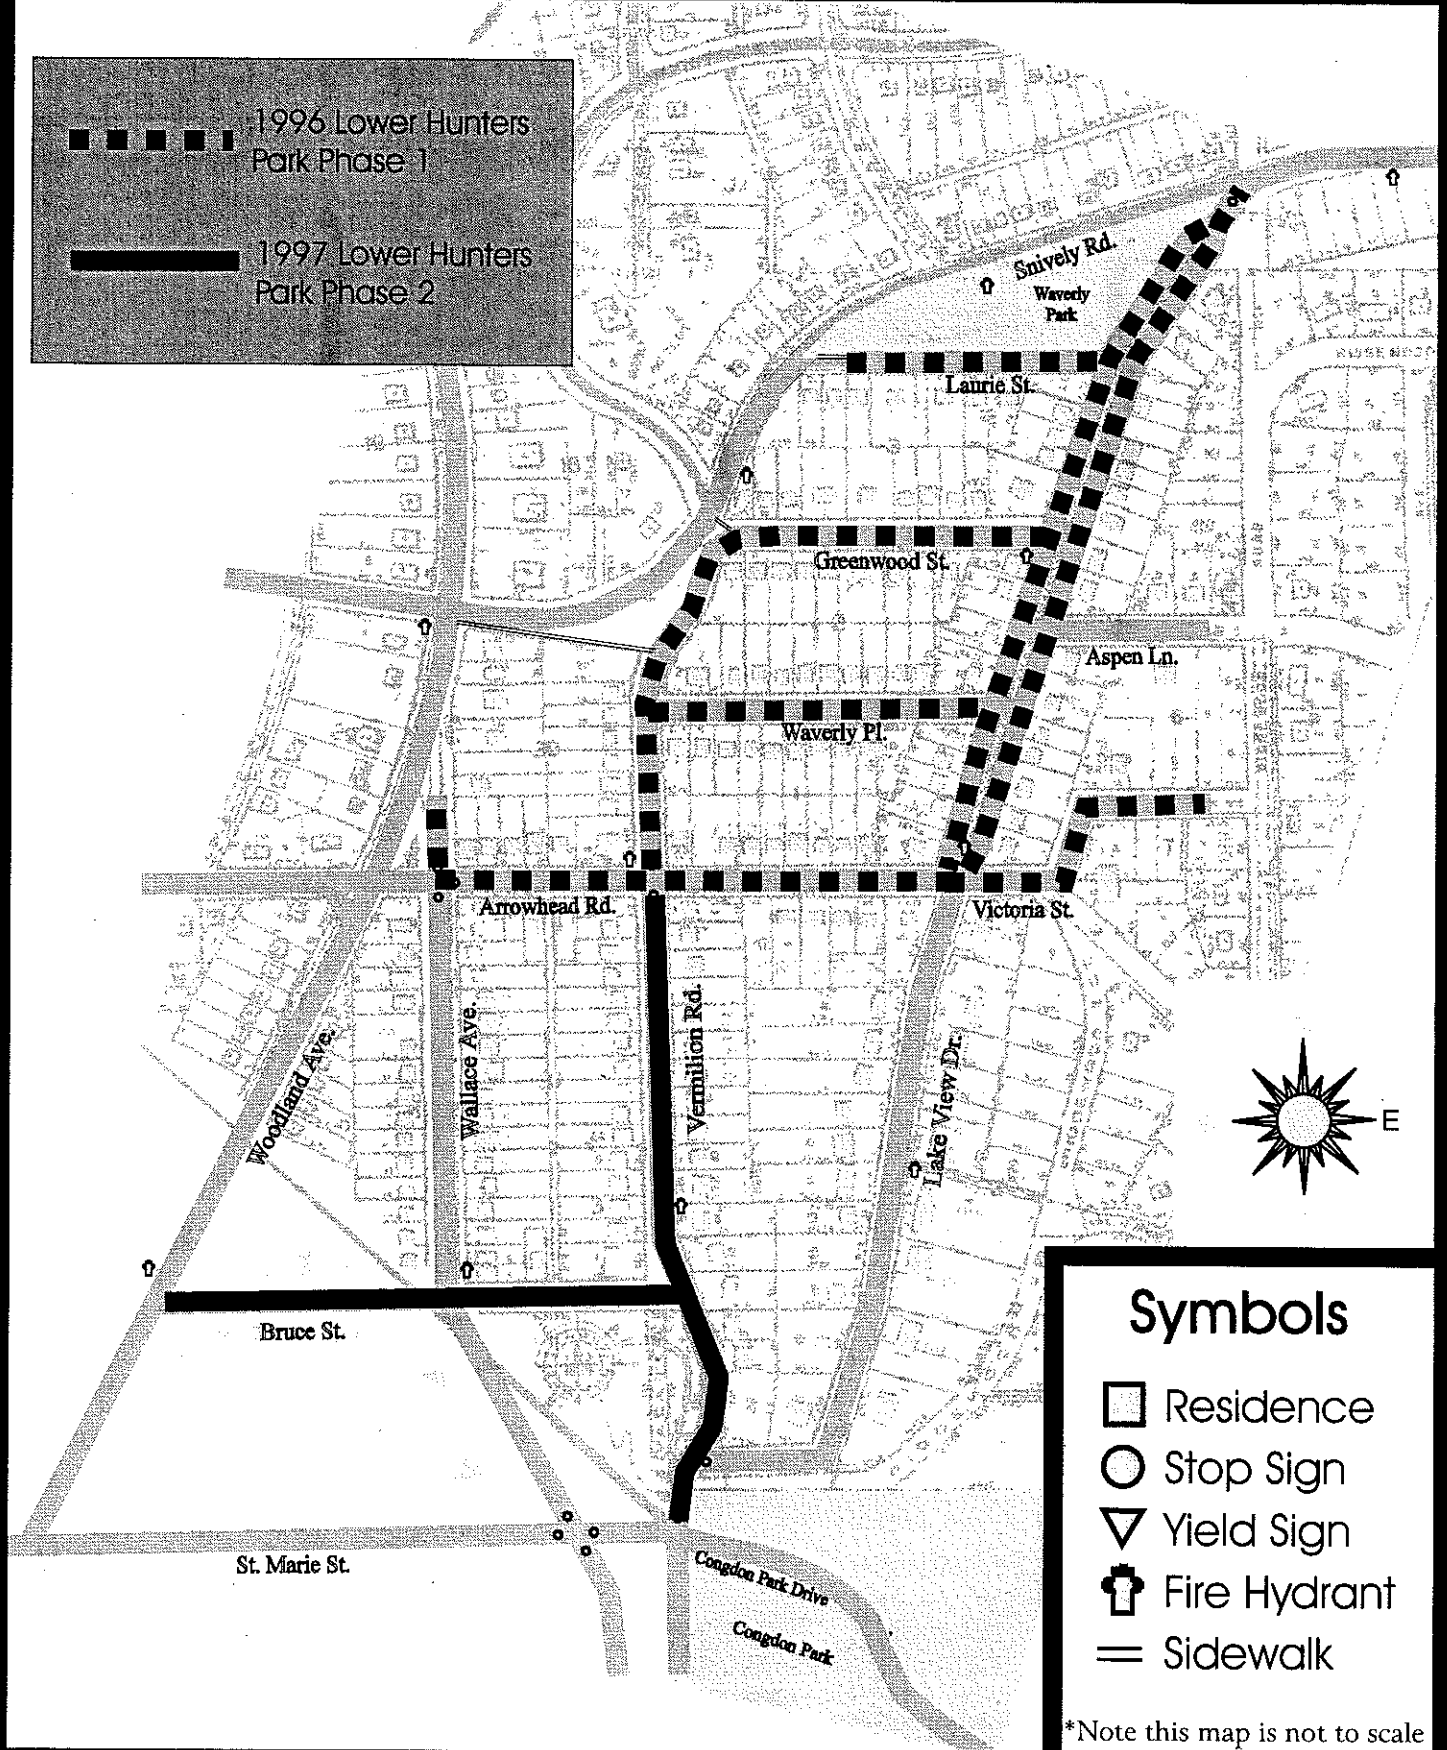 1996 Lower Hunters
Park Phase 1
1997 Lower Hunters
Park Phase 2
Snively Rd.
Waverly
Park
Laurie St.
Greenwood St.
Aspen Ln.
Waverly Pl.
Arrowhead Rd.
Victoria St.
Woodland Ave.
Wallace Ave.
Vermilion Rd.
Lake View Dr.
E
Bruce St.
St. Marie St.
Congdon Park Drive
Congdon Park
Symbols
Residence
Stop Sign
Yield Sign
Fire Hydrant
Sidewalk
*Note this map is not to scale